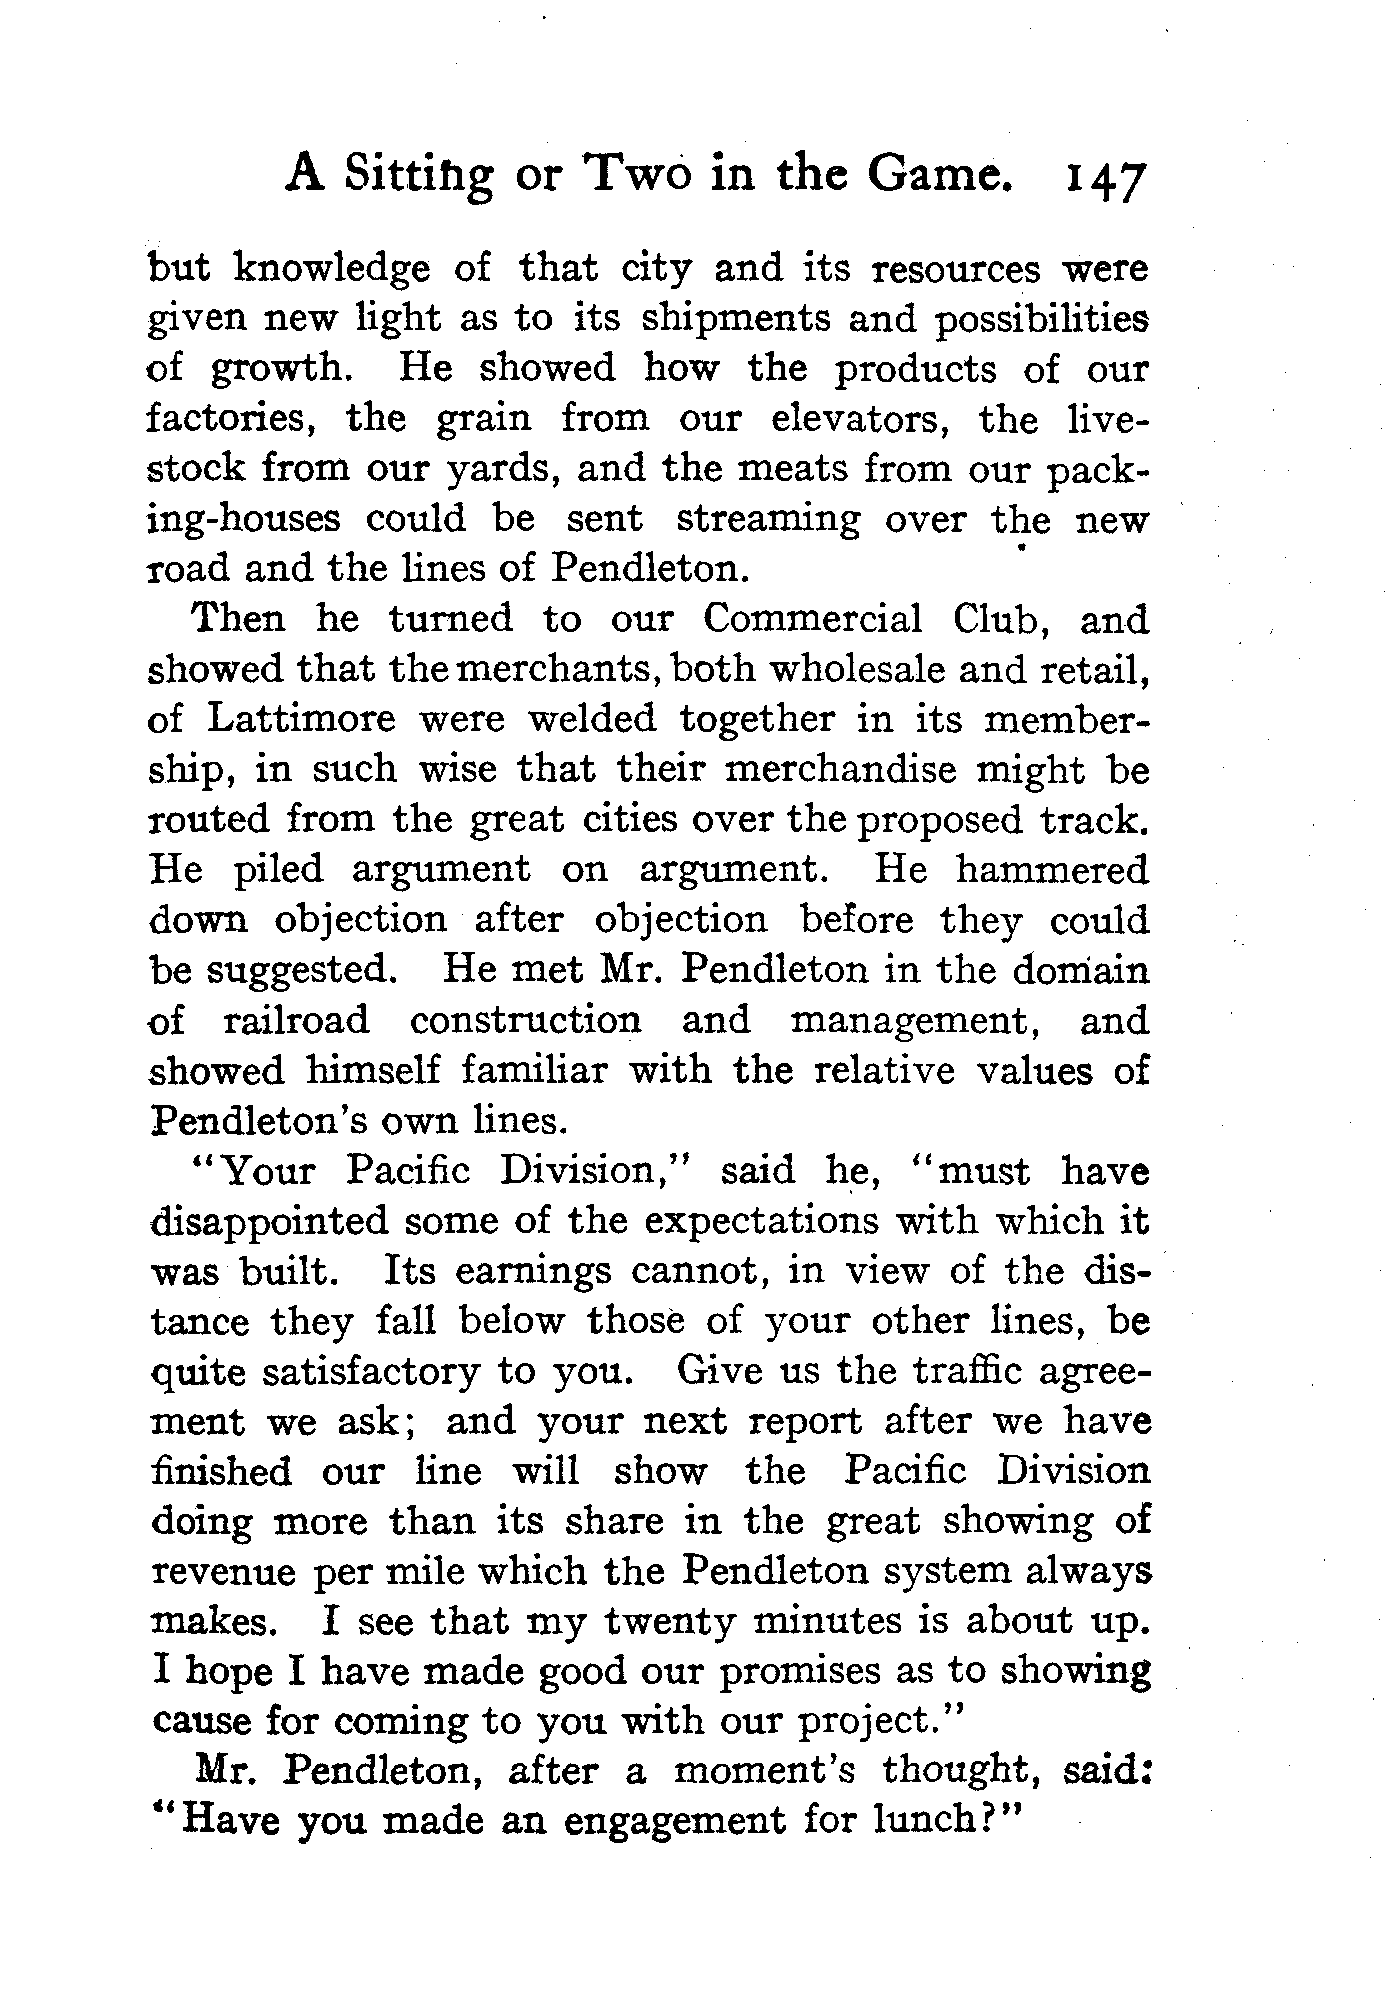 A Sitting or Two in the Game. 147
but knowledge of that city and its resources were
given new light as to its shipments and possibilities
of growth. He showed how the products of our
factories, the grain from our elevators, the live-
stock from our yards, and the meats from our pack-
ing-houses could be sent streaming over the new
road and the lines of Pendleton.
Then he turned to our Commercial Club, and
showed that the merchants, both wholesale and retail,
of Lattimore were welded together in its member-
ship, in such wise that their merchandise might be
routed from the great cities over the proposed track.
He piled argument on argument. He hammered
down objection after objection before they could
be suggested. He met Mr. Pendleton in the domain
of railroad construction and management, and
showed himself familiar with the relative values of
Pendleton's own lines.
"Your Pacific Division," said he, "must have
disappointed some of the expectations with which it
was built. Its earnings cannot, in view of the dis-
tance they fall below those of your other lines, be
quite satisfactory to you. Give us the traffic agree-
ment we ask; and your next report after we have
finished our line will show the Pacific Division
doing more than its share in the great showing of
revenue per mile which the Pendleton system always
makes. I see that my twenty minutes is about up.
I hope I have made good our promises as to showing
cause for coming to you with our project."
Mr. Pendleton, after a moment's thought, said:
"Have you made an engagement for lunch?"